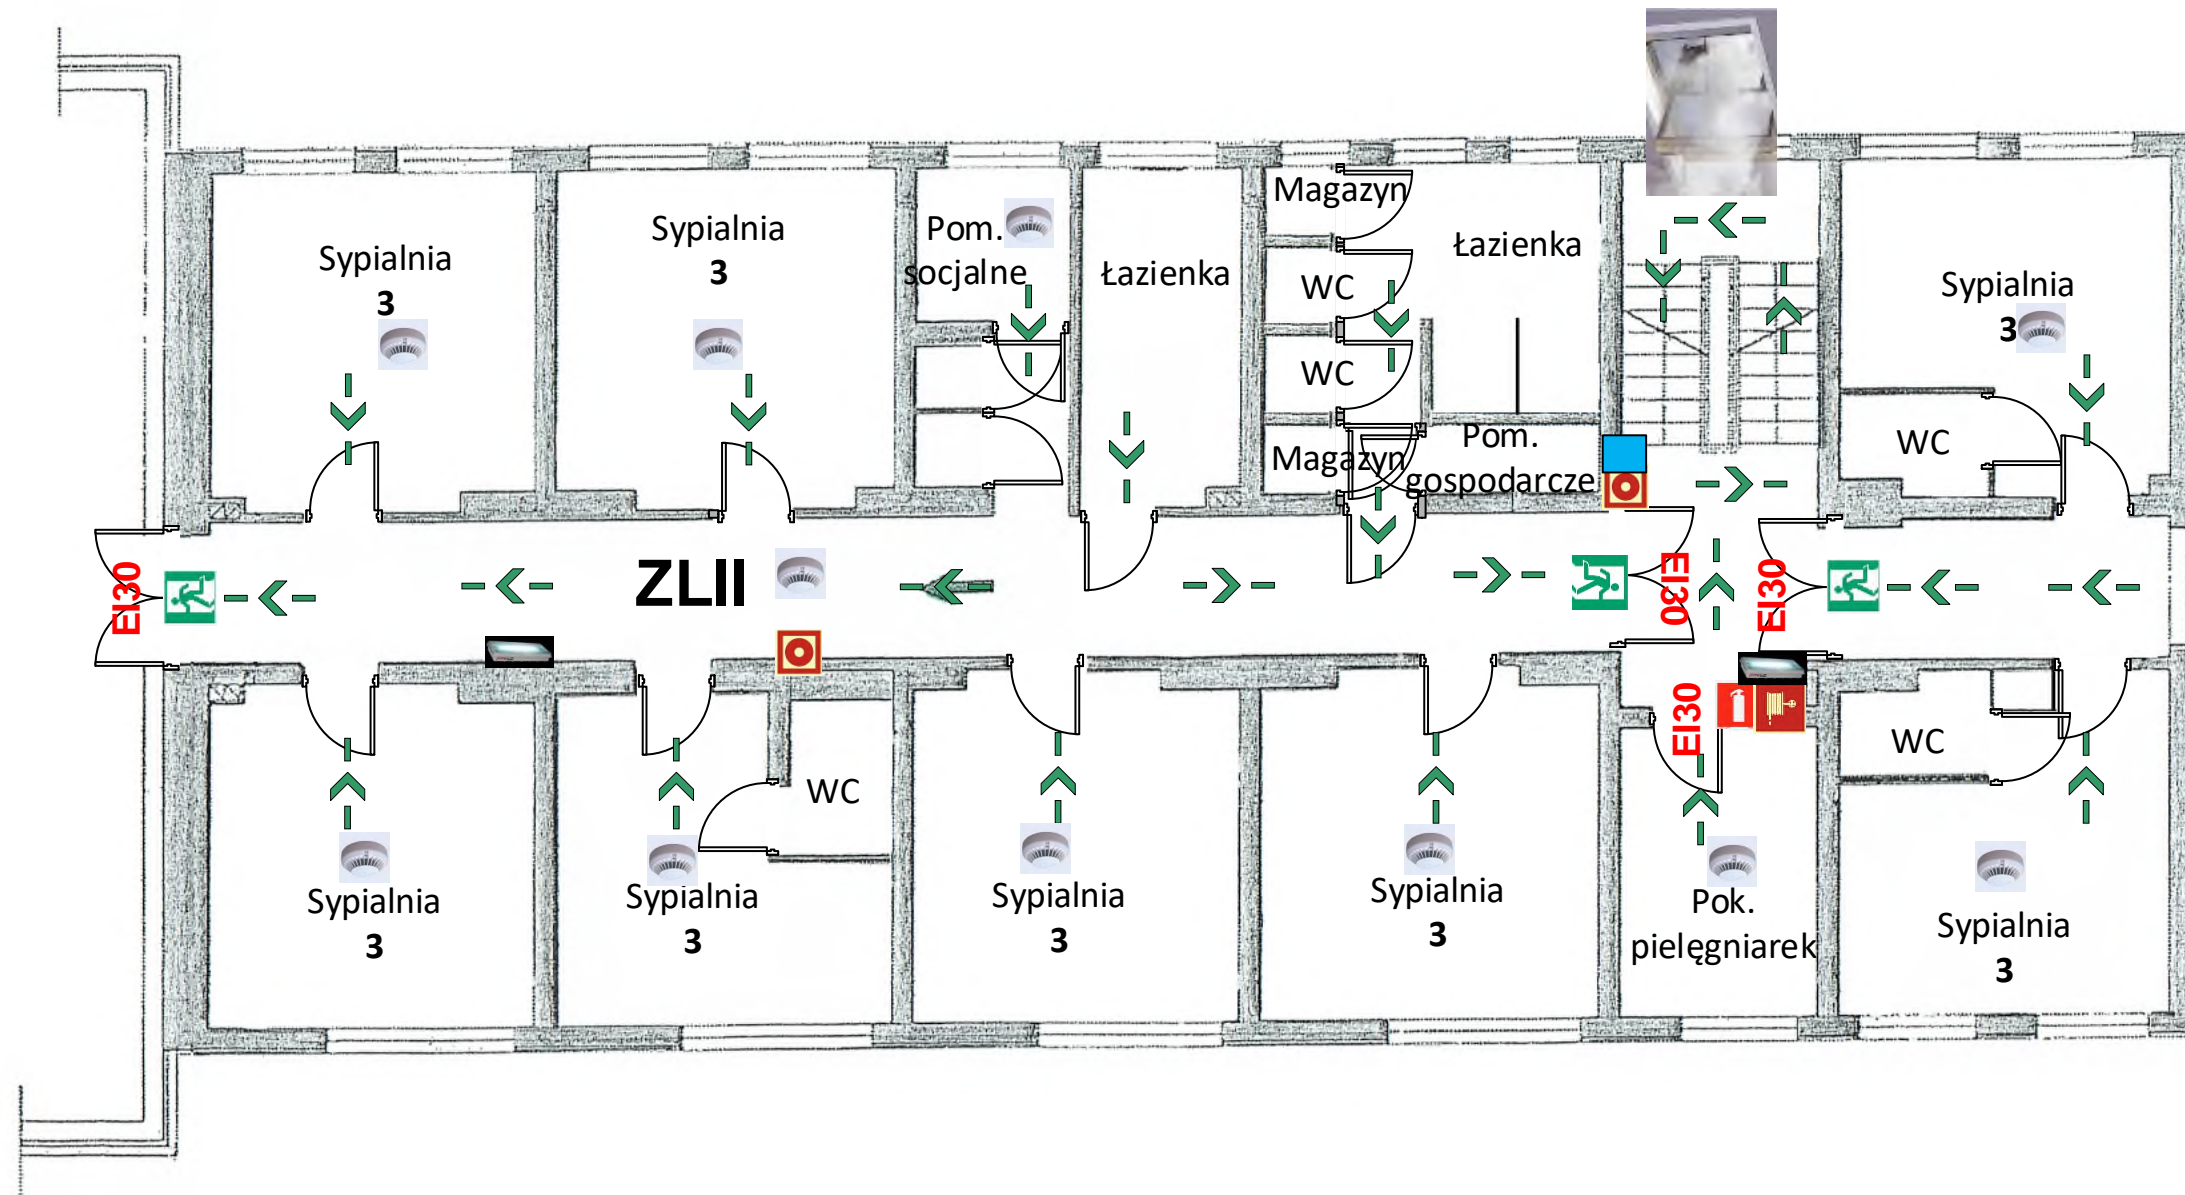 Sypialnia
3
Sypialnia
3
Pom.
socjalne
Łazienka
Magazyn
WC
WC
Magazyn
Łazienka
Pom.
gospodarcze
Sypialnia
3
WC
EI30
ZLII
EI30
EI30
EI30
Sypialnia
3
Sypialnia
3
WC
Sypialnia
3
Sypialnia
3
Pok.
pielęgniarek
WC
Sypialnia
3